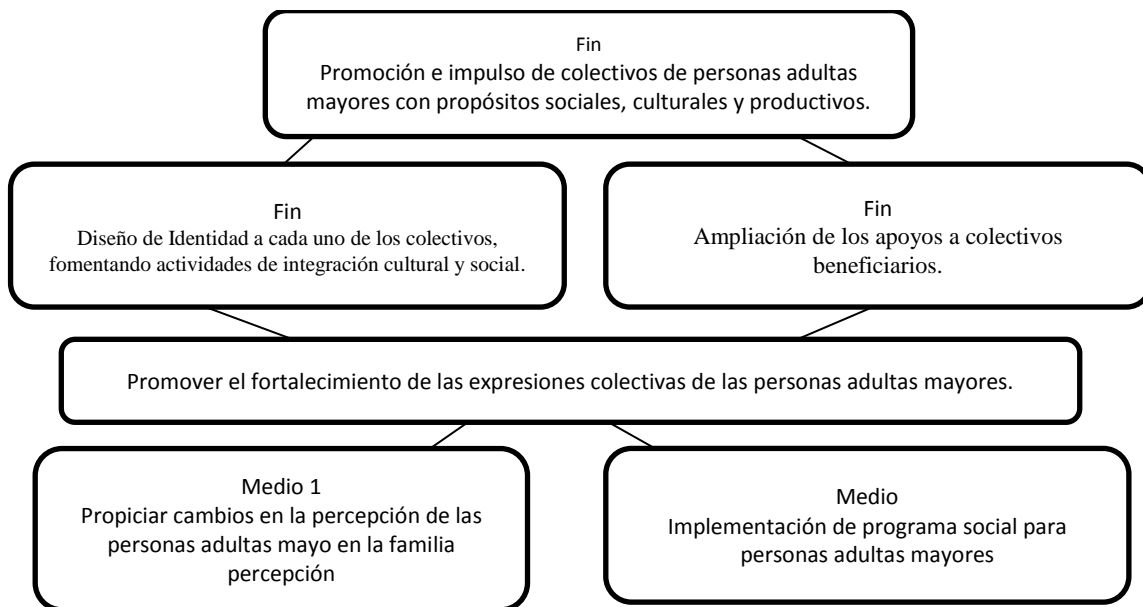 Fin
Promoción e impulso de colectivos de personas adultas
mayores con propósitos sociales, culturales y productivos.
Fin
Diseño de Identidad a cada uno de los colectivos,
fomentando actividades de integración cultural y social.
Fin
Ampliación de los apoyos a colectivos
beneficiarios.
Promover el fortalecimiento de las expresiones colectivas de las personas adultas mayores.
Medio 1
Propiciar cambios en la percepción de las
personas adultas mayo en la familia
percepción
Medio
Implementación de programa social para
personas adultas mayores